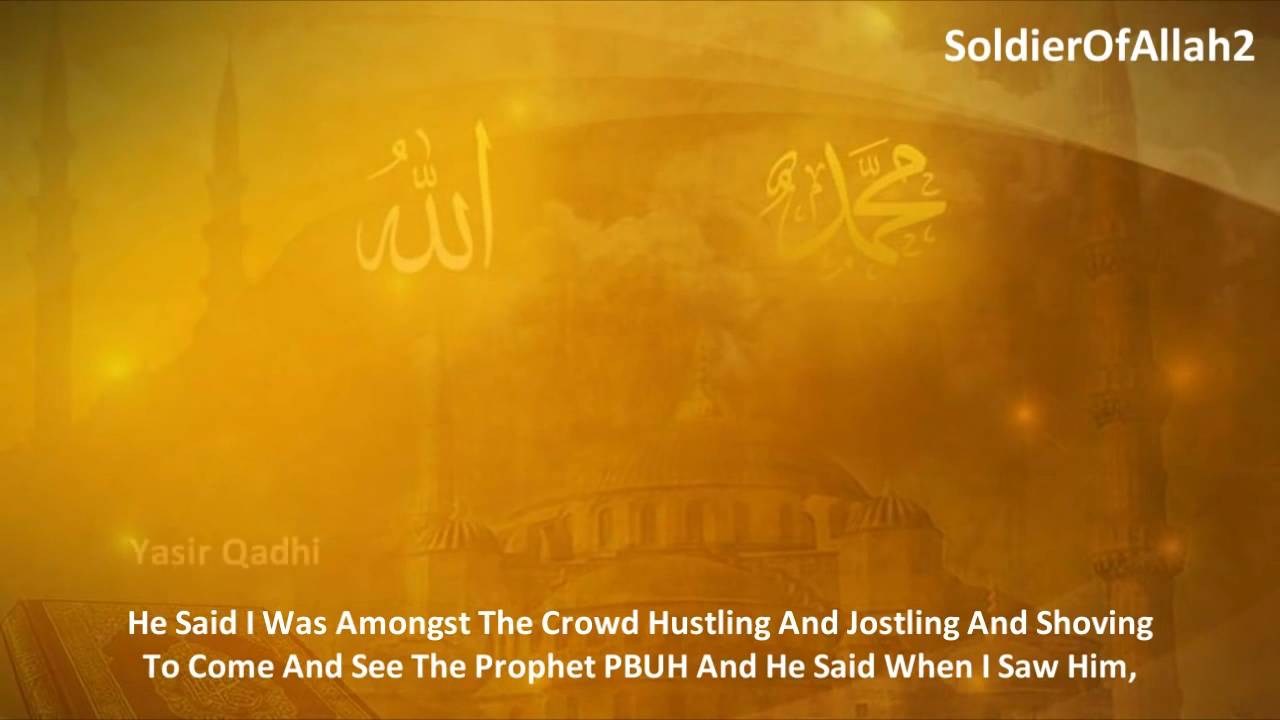 SoldierOfAllah2
الله
محمد
Yasir Qadhi
He Said I Was Amongst The Crowd Hustling And Jostling And Shoving
To Come And See The Prophet PBUH And He Said When I Saw Him,